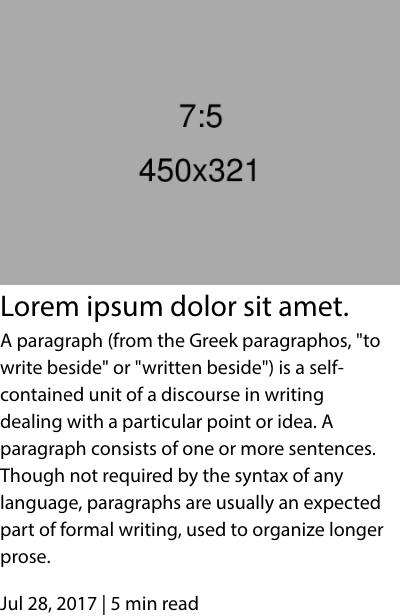 7:5
450x321
Lorem ipsum dolor sit amet.
A paragraph (from the Greek paragraphos, "to
write beside" or "written beside") is a self-
contained unit of a discourse in writing
dealing with a particular point or idea. A
paragraph consists of one or more sentences.
Though not required by the syntax of any
language, paragraphs are usually an expected
part of formal writing, used to organize longer
prose.
Jul 28, 2017 | 5 min read